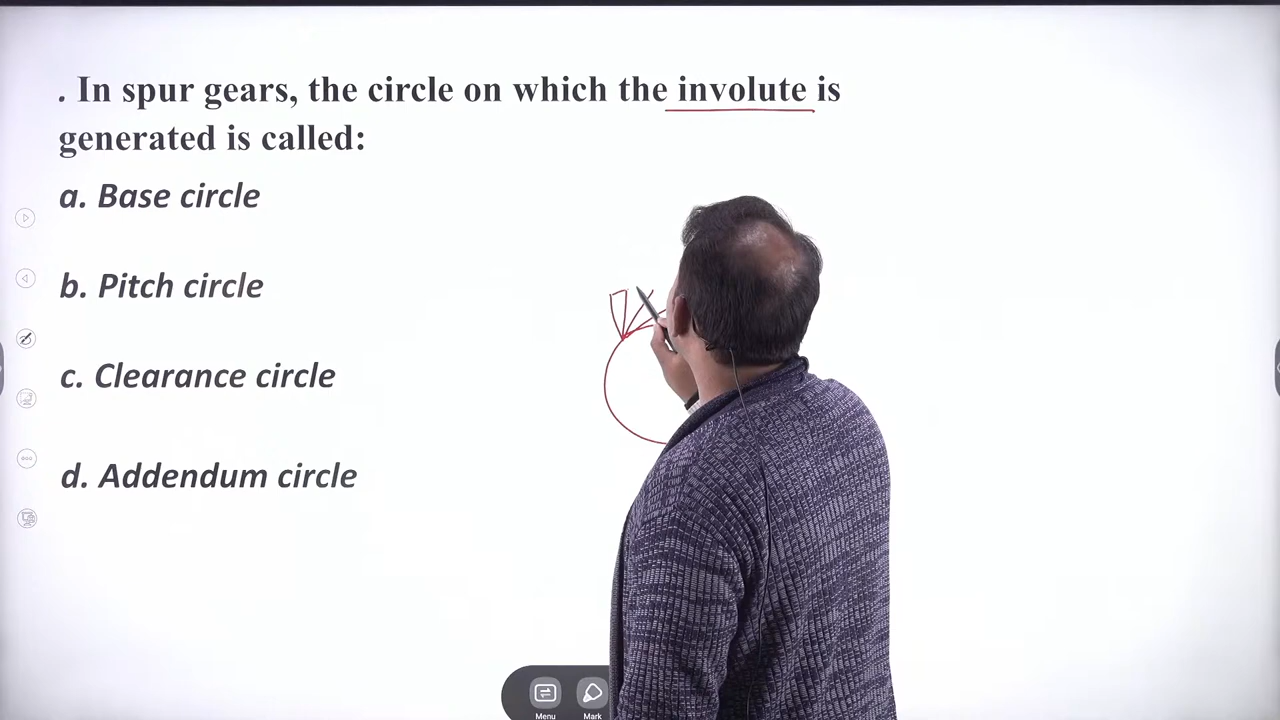 . In spur gears, the circle on which the involute is
generated is called:
a. Base circle
b. Pitch circle
c. Clearance circle
d. Addendum circle
Menu
Mark